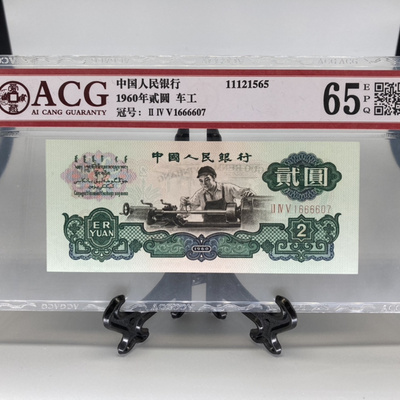 ACG
AI CANG GUARANTY
中国人民银行
1960年贰圆 车工
冠号: II IV V 1666607
11121565
65
EPQ
中國人民銀行
貳圓
II IV V 1666607
ER
YUAN
2
1960